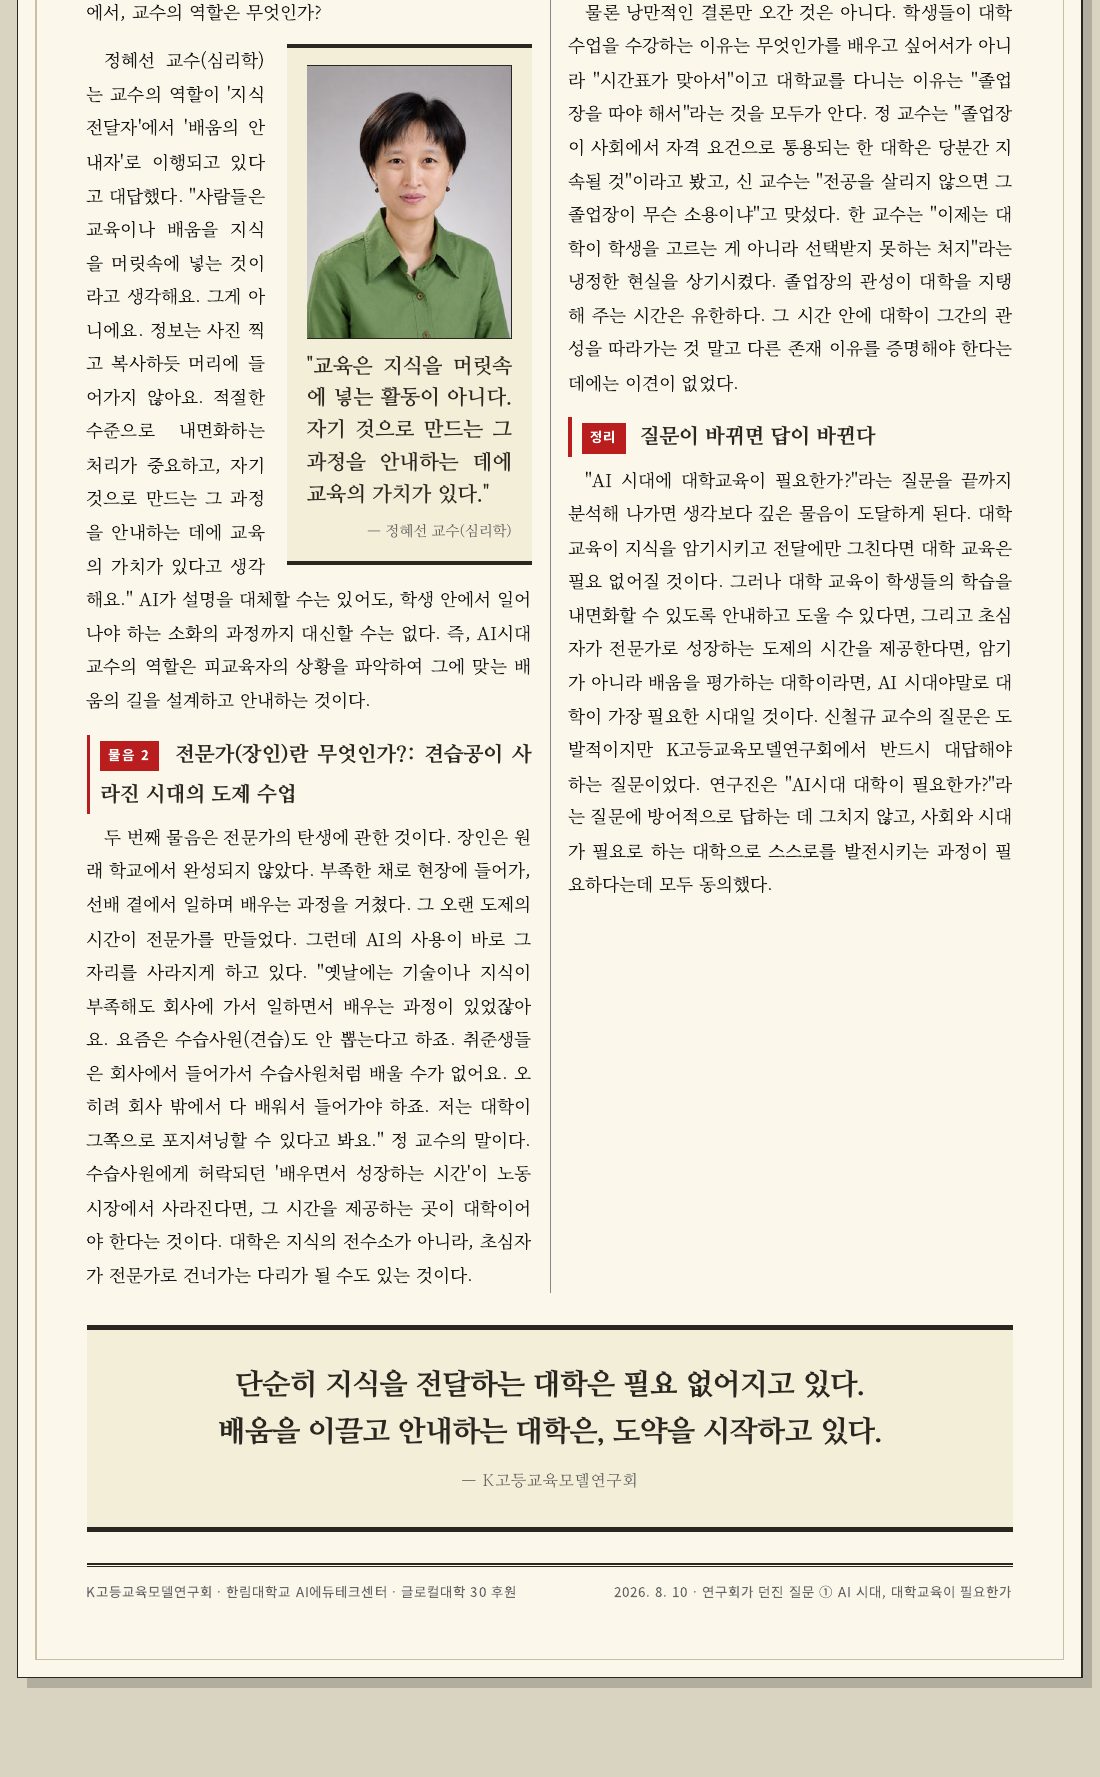 에서, 교수의 역할은 무엇인가?
정혜선 교수(심리학)
는 교수의 역할이 '지식
전달자'에서 '배움의 안
내자'로 이행되고 있다
고 대답했다. "사람들은
교육이나 배움을 지식
을 머릿속에 넣는 것이
라고 생각해요. 그게 아
니에요. 정보는 사진 찍
고 복사하듯 머리에 들
어가지 않아요. 적절한
수준으로 내면화하는
처리가 중요하고, 자기
것으로 만드는 그 과정
을 안내하는 데에 교육
의 가치가 있다고 생각
해요." AI가 설명을 대체할 수는 있어도, 학생 안에서 일어
나야 하는 소화의 과정까지 대신할 수는 없다. 즉, AI시대
교수의 역할은 피교육자의 상황을 파악하여 그에 맞는 배
움의 길을 설계하고 안내하는 것이다.
"교육은 지식을 머릿속
에 넣는 활동이 아니다.
자기 것으로 만드는 그
과정을 안내하는 데에
교육의 가치가 있다."
— 정혜선 교수(심리학)
물음 2 전문가(장인)란 무엇인가?: 견습공이 사
라진 시대의 도제 수업
두 번째 물음은 전문가의 탄생에 관한 것이다. 장인은 원
래 학교에서 완성되지 않았다. 부족한 채로 현장에 들어가,
선배 곁에서 일하며 배우는 과정을 거쳤다. 그 오랜 도제의
시간이 전문가를 만들었다. 그런데 AI의 사용이 바로 그
자리를 사라지게 하고 있다. "옛날에는 기술이나 지식이
부족해도 회사에 가서 일하면서 배우는 과정이 있었잖아
요. 요즘은 수습사원(견습)도 안 뽑는다고 하죠. 취준생들
은 회사에서 들어가서 수습사원처럼 배울 수가 없어요. 오
히려 회사 밖에서 다 배워서 들어가야 하죠. 저는 대학이
그쪽으로 포지셔닝할 수 있다고 봐요." 정 교수의 말이다.
수습사원에게 허락되던 '배우면서 성장하는 시간'이 노동
시장에서 사라진다면, 그 시간을 제공하는 곳이 대학이어
야 한다는 것이다. 대학은 지식의 전수소가 아니라, 초심자
가 전문가로 건너가는 다리가 될 수도 있는 것이다.
물론 낭만적인 결론만 오간 것은 아니다. 학생들이 대학
수업을 수강하는 이유는 무엇인가를 배우고 싶어서가 아니
라 "시간표가 맞아서"이고 대학교를 다니는 이유는 "졸업
장을 따야 해서"라는 것을 모두가 안다. 정 교수는 "졸업장
이 사회에서 자격 요건으로 통용되는 한 대학은 당분간 지
속될 것"이라고 봤고, 신 교수는 "전공을 살리지 않으면 그
졸업장이 무슨 소용이냐"고 맞섰다. 한 교수는 "이제는 대
학이 학생을 고르는 게 아니라 선택받지 못하는 처지"라는
냉정한 현실을 상기시켰다. 졸업장의 관성이 대학을 지탱
해 주는 시간은 유한하다. 그 시간 안에 대학이 그간의 관
성을 따라가는 것 말고 다른 존재 이유를 증명해야 한다는
데에는 이견이 없었다.
정리 질문이 바뀌면 답이 바뀐다
"AI 시대에 대학교육이 필요한가?"라는 질문을 끝까지
분석해 나가면 생각보다 깊은 물음이 도달하게 된다. 대학
교육이 지식을 암기시키고 전달에만 그친다면 대학 교육은
필요 없어질 것이다. 그러나 대학 교육이 학생들의 학습을
내면화할 수 있도록 안내하고 도울 수 있다면, 그리고 초심
자가 전문가로 성장하는 도제의 시간을 제공한다면, 암기
가 아니라 배움을 평가하는 대학이라면, AI 시대야말로 대
학이 가장 필요한 시대일 것이다. 신철규 교수의 질문은 도
발적이지만 K고등교육모델연구회에서 반드시 대답해야
하는 질문이었다. 연구진은 "AI시대 대학이 필요한가?"라
는 질문에 방어적으로 답하는 데 그치지 않고, 사회와 시대
가 필요로 하는 대학으로 스스로를 발전시키는 과정이 필
요하다는데 모두 동의했다.
단순히 지식을 전달하는 대학은 필요 없어지고 있다.
배움을 이끌고 안내하는 대학은, 도약을 시작하고 있다.
— K고등교육모델연구회
K고등교육모델연구회 · 한림대학교 AI에듀테크센터 · 글로컬대학 30 후원
2026. 8. 10 · 연구회가 던진 질문 ① AI 시대, 대학교육이 필요한가